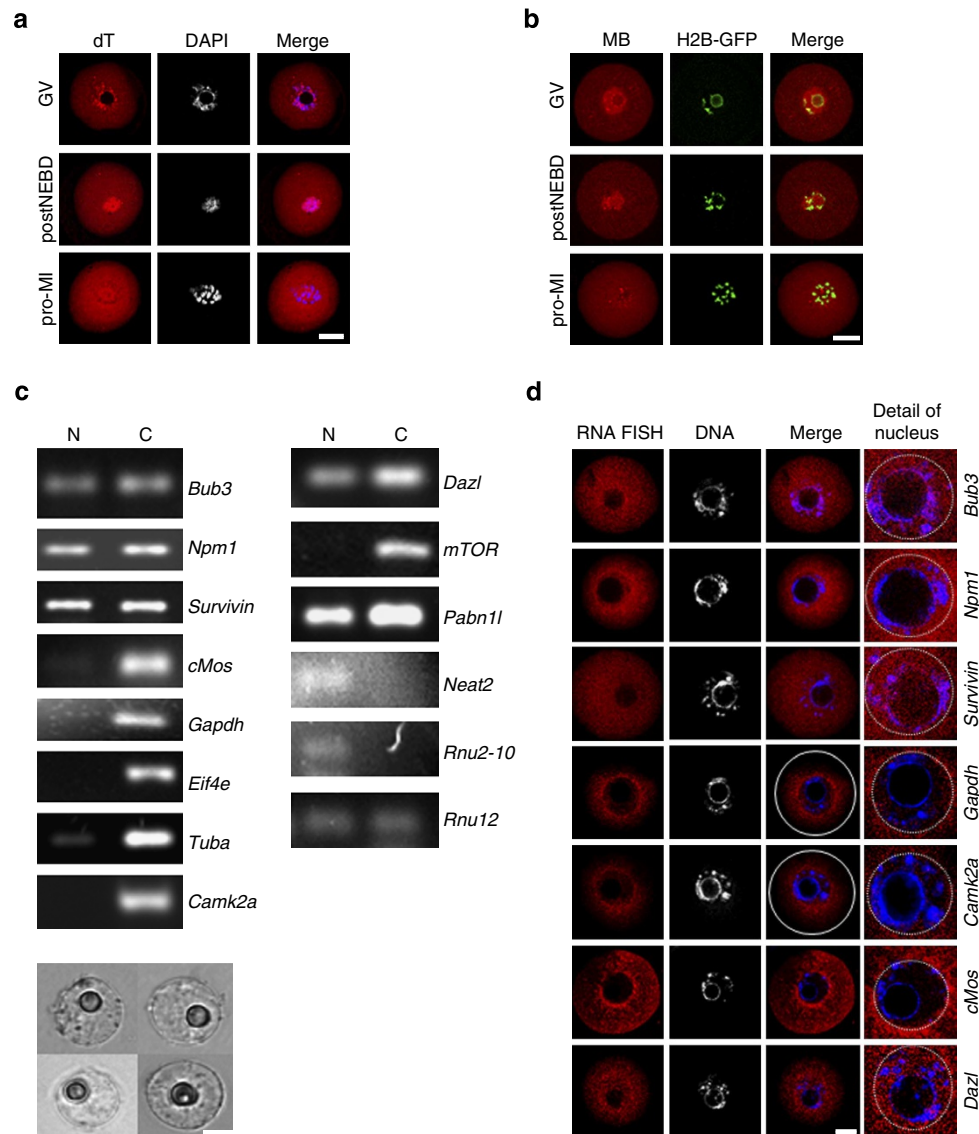 a
dT DAPI Merge
GV
postNEBD
pro-MI
b
MB H2B-GFP Merge
GV
postNEBD
pro-MI
c
N C
Bub3
Npm1
Survivin
cMos
Gapdh
Eif4e
Tuba
Camk2a
N C
Dazl
mTOR
Pabn1l
Neat2
Rnu2-10
Rnu12
d
RNA FISH DNA Merge Detail of
nucleus
Bub3
Npm1
Survivin
Gapdh
Camk2a
cMos
Dazl